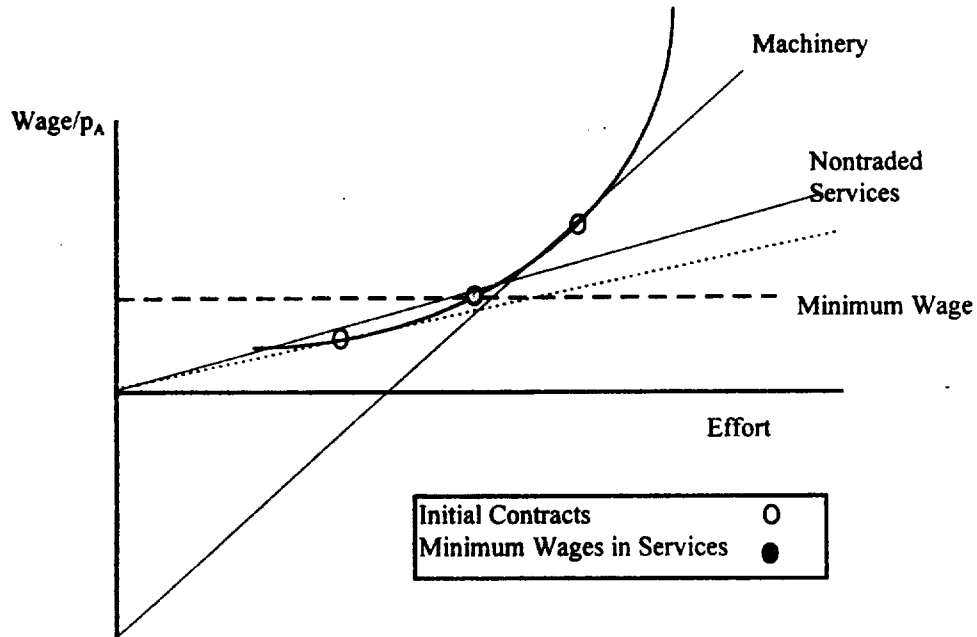 Machinery
Wage/pA
Nontraded
Services
Minimum Wage
Effort
Initial Contracts
Minimum Wages in Services